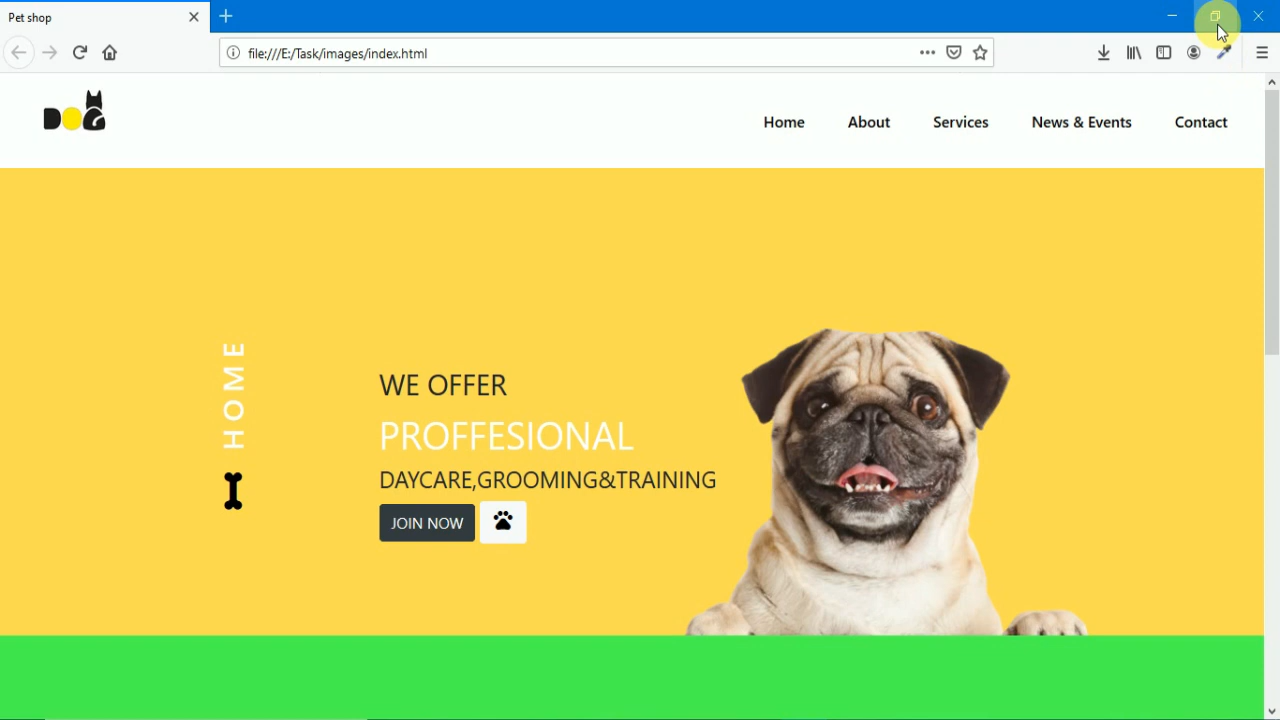 Pet shop
file:///E:/Task/images/index.html
DOG
Home About Services News & Events Contact
HOME
WE OFFER
PROFFESIONAL
DAYCARE,GROOMING&TRAINING
JOIN NOW